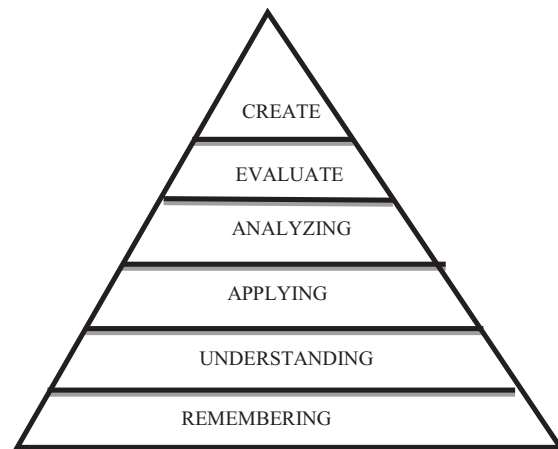 CREATE
EVALUATE
ANALYZING
APPLYING
UNDERSTANDING
REMEMBERING